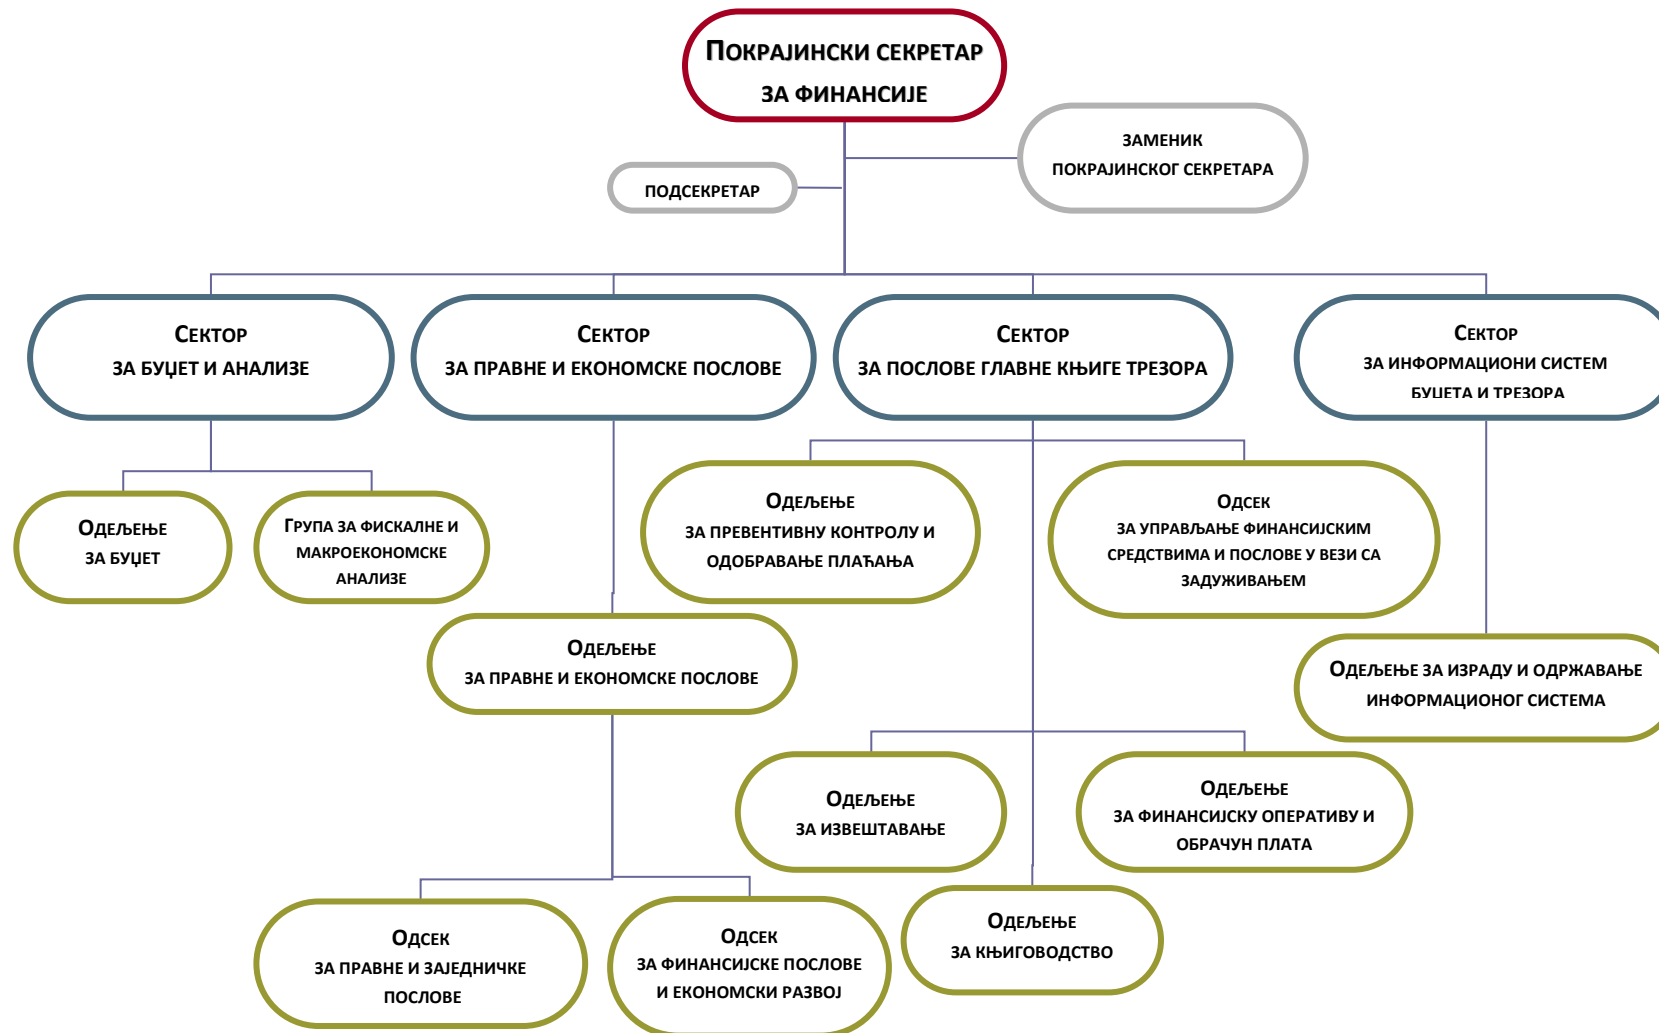 ПОКРАЈИНСКИ СЕКРЕТАР
ЗА ФИНАНСИЈЕ
ЗАМЕНИК
ПОКРАЈИНСКОГ СЕКРЕТАРА
ПОДСЕКРЕТАР
СЕКТОР
ЗА БУЏЕТ И АНАЛИЗЕ
СЕКТОР
ЗА ПРАВНЕ И ЕКОНОМСКЕ ПОСЛОВЕ
СЕКТОР
ЗА ПОСЛОВЕ ГЛАВНЕ КЊИГЕ ТРЕЗОРА
СЕКТОР
ЗА ИНФОРМАЦИОНИ СИСТЕМ
БУЏЕТА И ТРЕЗОРА
ОДЕЉЕЊЕ
ЗА БУЏЕТ
ГРУПА ЗА ФИСКАЛНЕ И
МАКРОЕКОНОМСКЕ
АНАЛИЗЕ
ОДЕЉЕЊЕ
ЗА ПРЕВЕНТИВНУ КОНТРОЛУ И
ОДОБРАВАЊЕ ПЛАЋАЊА
ОДСЕК
ЗА УПРАВЉАЊЕ ФИНАНСИЈСКИМ
СРЕДСТВИМА И ПОСЛОВЕ У ВЕЗИ СА
ЗАДУЖИВАЊЕМ
ОДЕЉЕЊЕ
ЗА ПРАВНЕ И ЕКОНОМСКЕ ПОСЛОВЕ
ОДЕЉЕЊЕ ЗА ИЗРАДУ И ОДРЖАВАЊЕ
ИНФОРМАЦИОНОГ СИСТЕМА
ОДЕЉЕЊЕ
ЗА ИЗВЕШТАВАЊЕ
ОДЕЉЕЊЕ
ЗА ФИНАНСИЈСКУ ОПЕРАТИВУ И
ОБРАЧУН ПЛАТА
ОДСЕК
ЗА ПРАВНЕ И ЗАЈЕДНИЧКЕ
ПОСЛОВЕ
ОДСЕК
ЗА ФИНАНСИЈСКЕ ПОСЛОВЕ
И ЕКОНОМСКИ РАЗВОЈ
ОДЕЉЕЊЕ
ЗА КЊИГОВОДСТВО